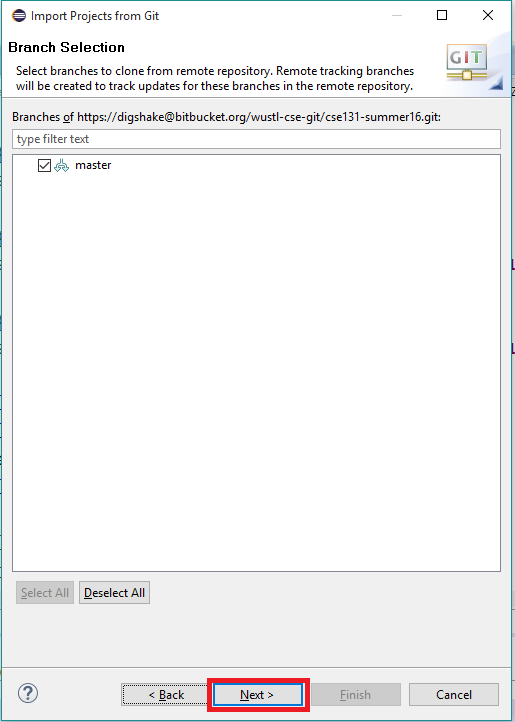 Import Projects from Git
Branch Selection
GIT
Select branches to clone from remote repository. Remote tracking branches
will be created to track updates for these branches in the remote repository.
Branches of https://digshake@bitbucket.org/wustl-cse-git/cse131-summer16.git:
type filter text
master
Select All
Deselect All
?
< Back
Next >
Finish
Cancel